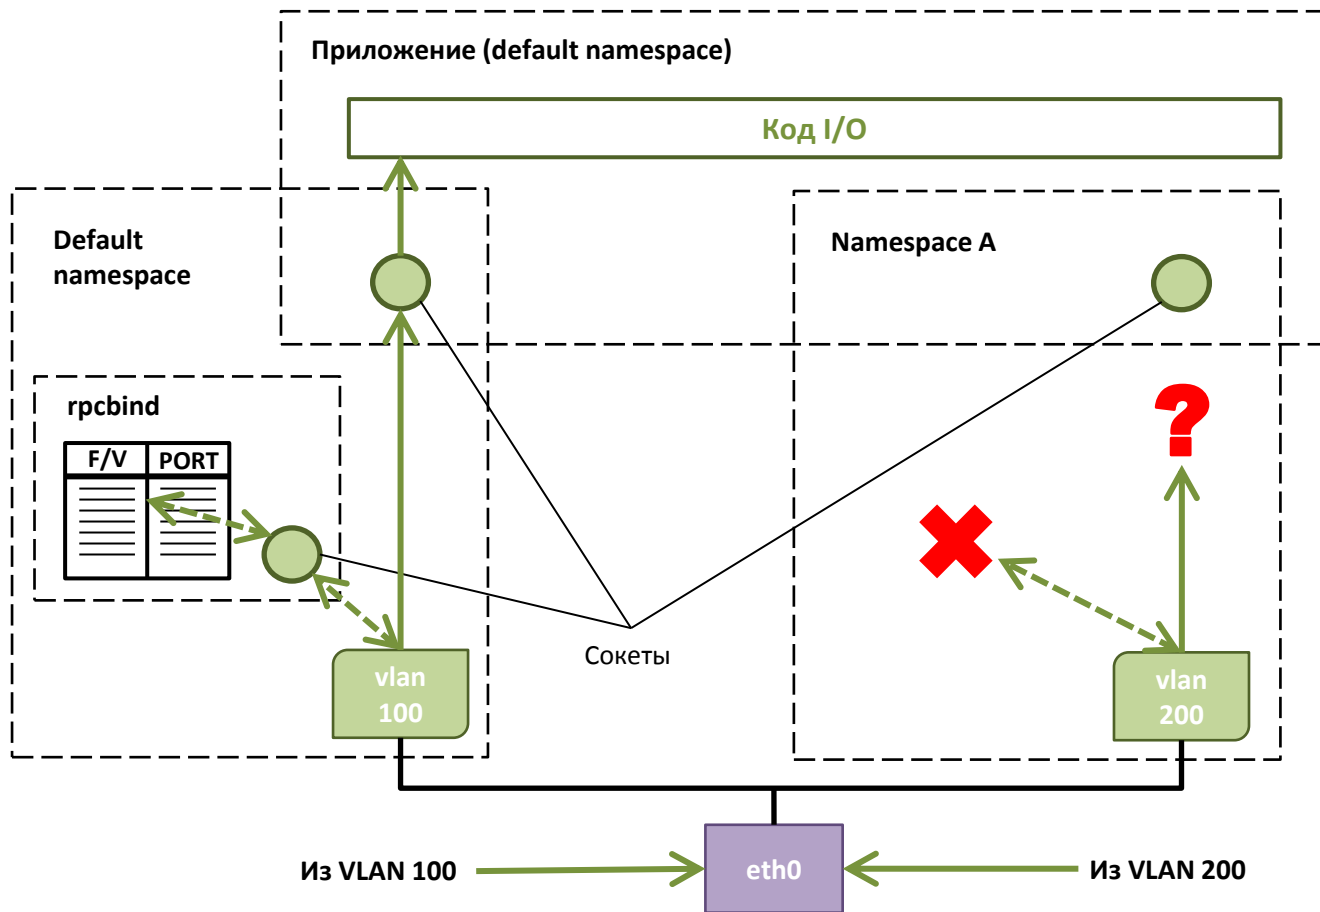 Приложение (default namespace)
Код I/O
Default
namespace
Namespace A
rpcbind
F/V PORT
?
Сокеты
vlan
100
vlan
200
Из VLAN 100
eth0
Из VLAN 200